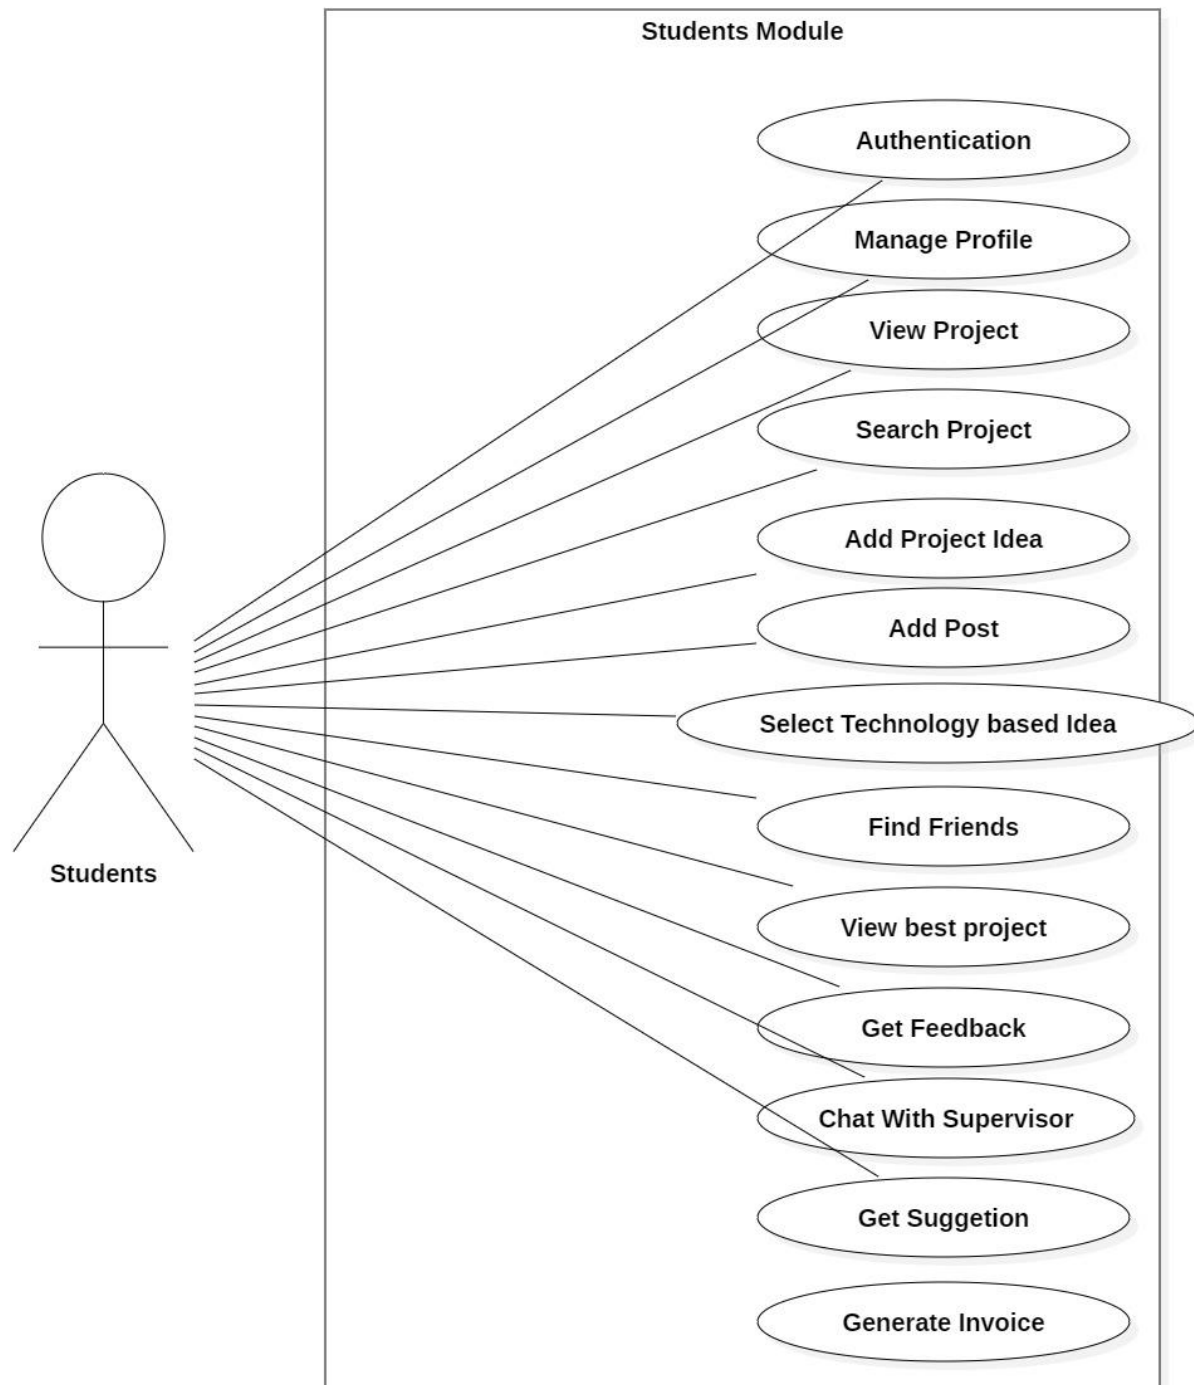 Students Module
Authentication
Manage Profile
View Project
Search Project
Add Project Idea
Add Post
Select Technology based Idea
Find Friends
Students
View best project
Get Feedback
Chat With Supervisor
Get Suggetion
Generate Invoice